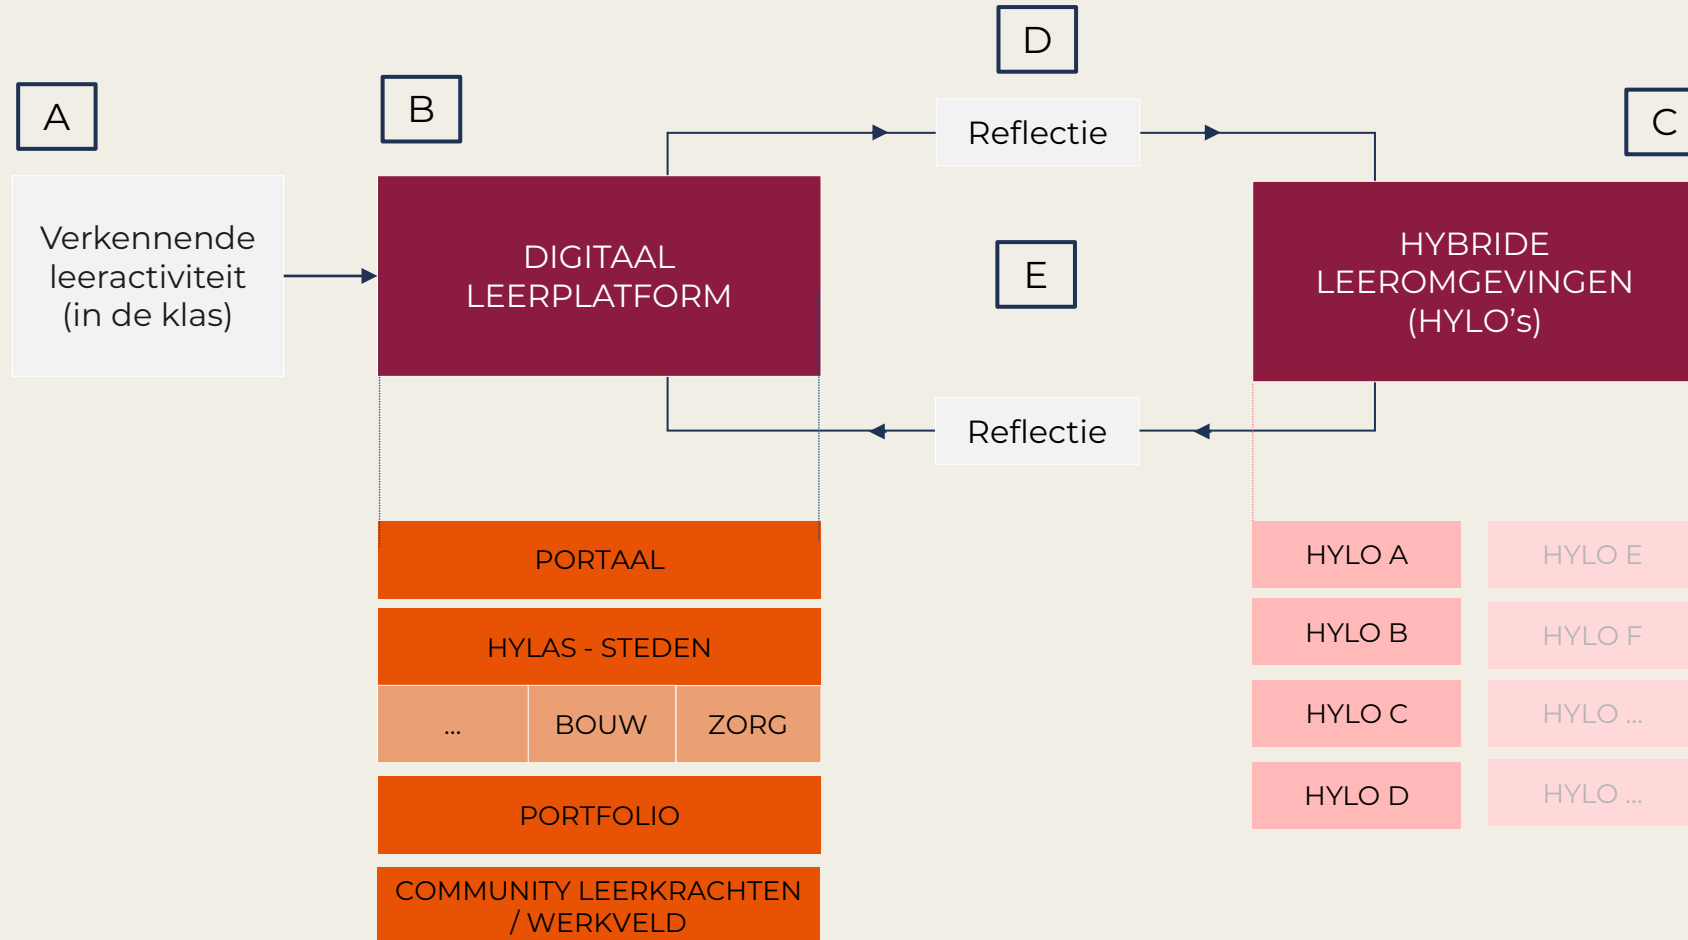 D
A
B
C
Reflectie
Verkennende
leeractiviteit
(in de klas)
DIGITAAL
LEERPLATFORM
E
HYBRIDE
LEEROMGEVINGEN
(HYLO’s)
Reflectie
PORTAAL
HYLAS - STEDEN
... BOUW ZORG
PORTFOLIO
COMMUNITY LEERKRACHTEN
/ WERKVELD
HYLO A HYLO E
HYLO B HYLO F
HYLO C HYLO ...
HYLO D HYLO ...